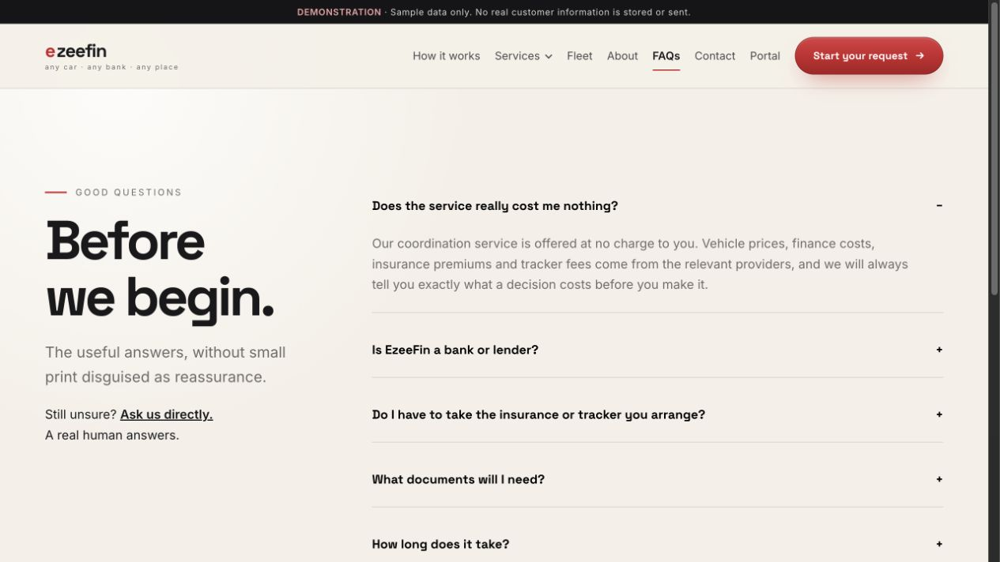 DEMONSTRATION · Sample data only. No real customer information is stored or sent.
ezeefin
any car · any bank · any place
How it works
Services
Fleet
About
FAQs
Contact
Portal
Start your request →
GOOD QUESTIONS
Before
we begin.
The useful answers, without small
print disguised as reassurance.
Still unsure? Ask us directly.
A real human answers.
Does the service really cost me nothing? −
Our coordination service is offered at no charge to you. Vehicle prices, finance costs,
insurance premiums and tracker fees come from the relevant providers, and we will always
tell you exactly what a decision costs before you make it.
Is EzeeFin a bank or lender? +
Do I have to take the insurance or tracker you arrange? +
What documents will I need? +
How long does it take? +